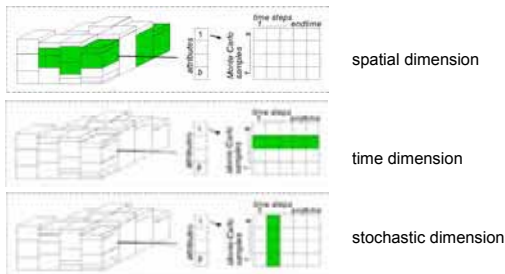 time steps
1 endtime
attributes
1
n
Monte Carlo
samples
spatial dimension
time steps
1 endtime
attributes
1
Monte Carlo
samples
time dimension
time steps
1 endtime
attributes
1
Monte Carlo
samples
stochastic dimension